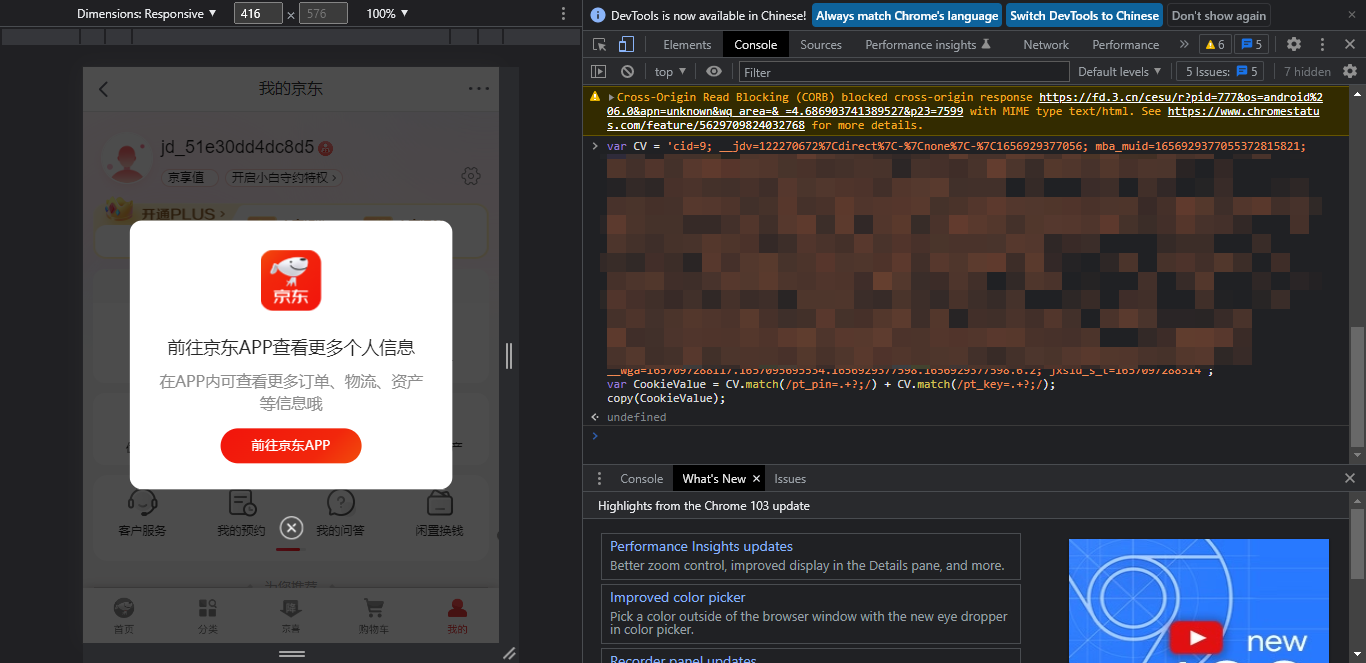 Dimensions: Responsive ▼ 416 × 576 100% ▼
DevTools is now available in Chinese! Always match Chrome's language Switch DevTools to Chinese Don't show again
Elements Console Sources Performance insights Network Performance » 6 5
top ▼ Filter Default levels ▼ 5 Issues: 5 7 hidden
Cross-Origin Read Blocking (CORB) blocked cross-origin response https://fd.3.cn/cesu/r?pid=777&os=android%2
06.0&apn=unknown&wq_area=&_=4.686903741389527&p23=7599 with MIME type text/html. See https://www.chromestatu
s.com/feature/5629709824032768 for more details.
var CV = 'cid=9; __jdv=122270672%7Cdirect%7C-%7Cnone%7C-%7C1656929377056; mba_muid=1656929377055372815821;
__wga=1657097288117.1657095695534.1656929377598.1656929377598.6.2; jxsid_s_t=1657097288314';
var CookieValue = CV.match(/pt_pin=.+?;/) + CV.match(/pt_key=.+?;/);
copy(CookieValue);
undefined
Console What's New × Issues
Highlights from the Chrome 103 update
Performance Insights updates
Better zoom control, improved display in the Details pane, and more.
Improved color picker
Pick a color outside of the browser window with the new eye dropper
in color picker.
Recorder panel updates
new
我的京东
jd_51e30dd4dc8d5
京享值 开启小白守约特权 >
开通PLUS >
京东
前往京东APP查看更多个人信息
在APP内可查看更多订单、物流、资产
等信息哦
前往京东APP
客户服务 我的预约 我的问答 闲置换钱
为您推荐
首页 分类 京喜 购物车 我的